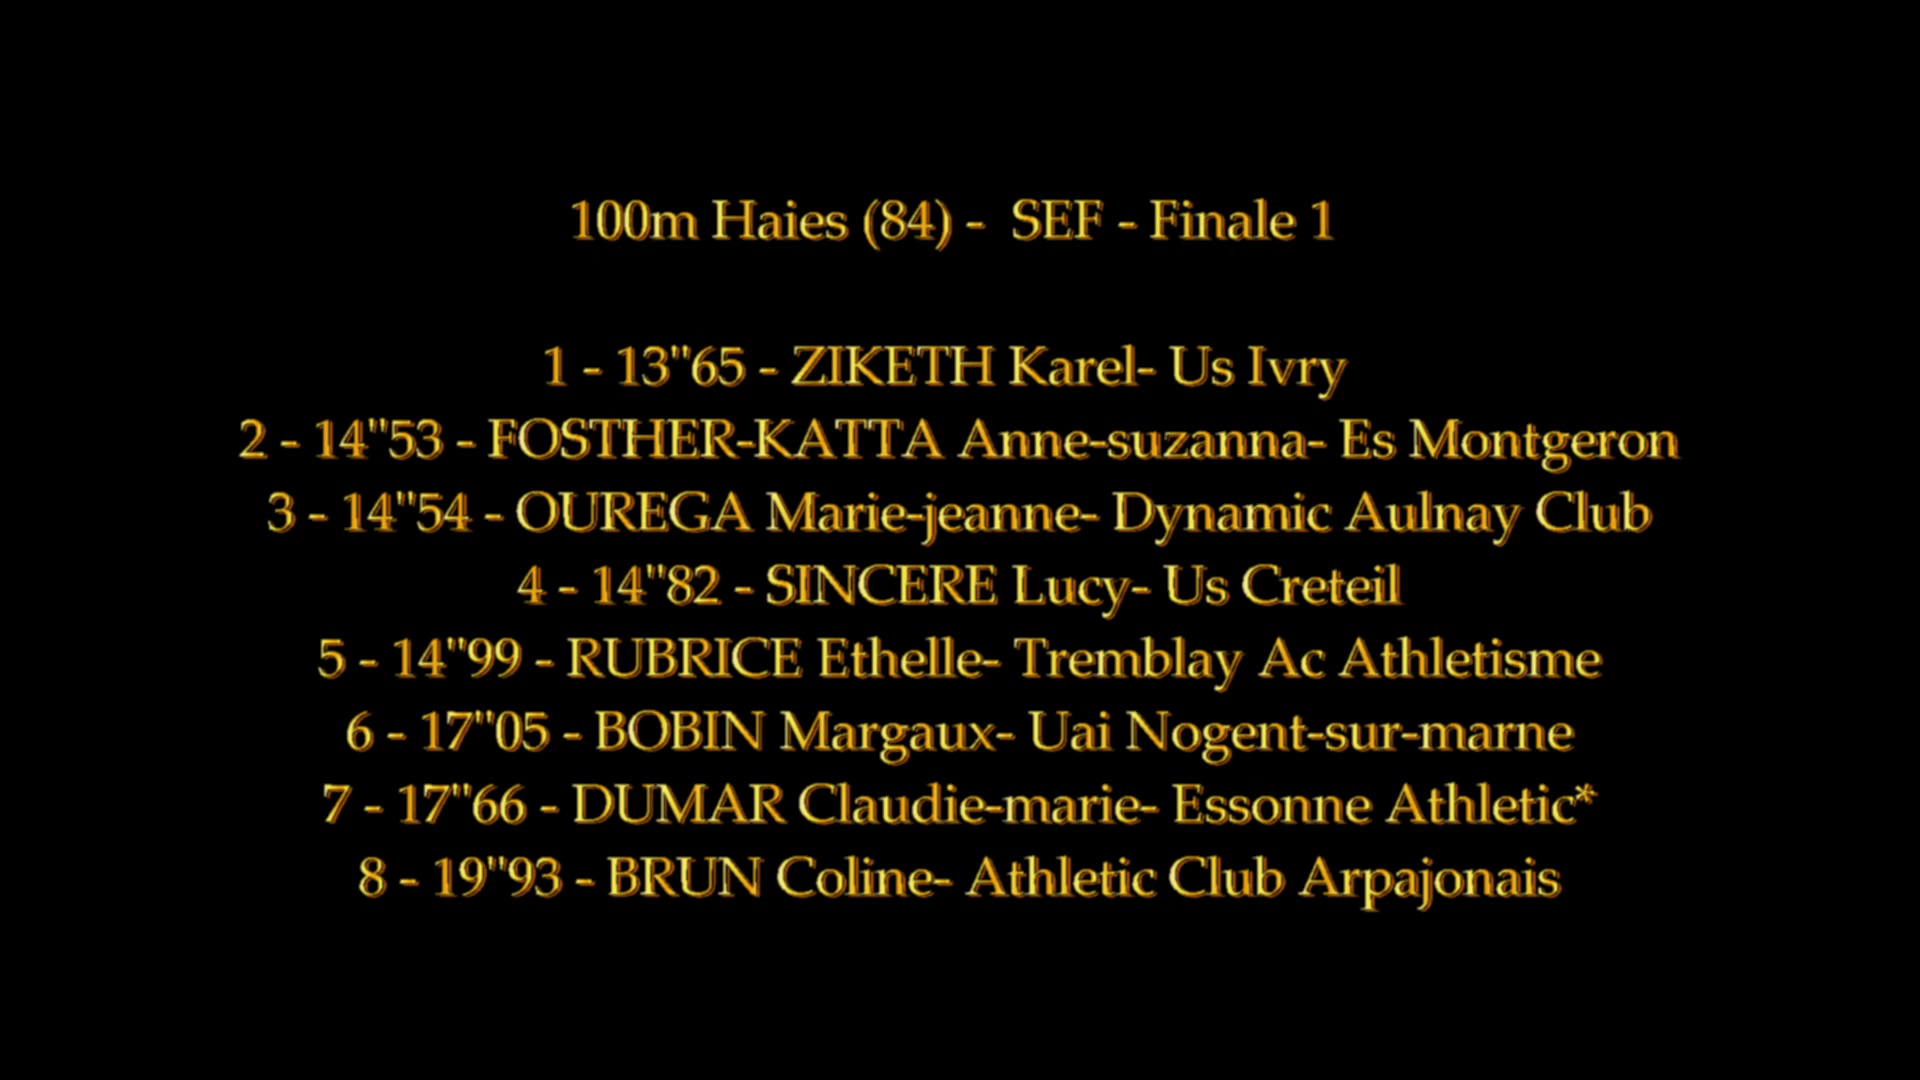 100m Haies (84) -  SEF - Finale 1
1 - 13"65 - ZIKETH Karel- Us Ivry
2 - 14"53 - FOSTHER-KATTA Anne-suzanna- Es Montgeron
3 - 14"54 - OUREGA Marie-jeanne- Dynamic Aulnay Club
4 - 14"82 - SINCERE Lucy- Us Creteil
5 - 14"99 - RUBRICE Ethelle- Tremblay Ac Athletisme
6 - 17"05 - BOBIN Margaux- Uai Nogent-sur-marne
7 - 17"66 - DUMAR Claudie-marie- Essonne Athletic*
8 - 19"93 - BRUN Coline- Athletic Club Arpajonais